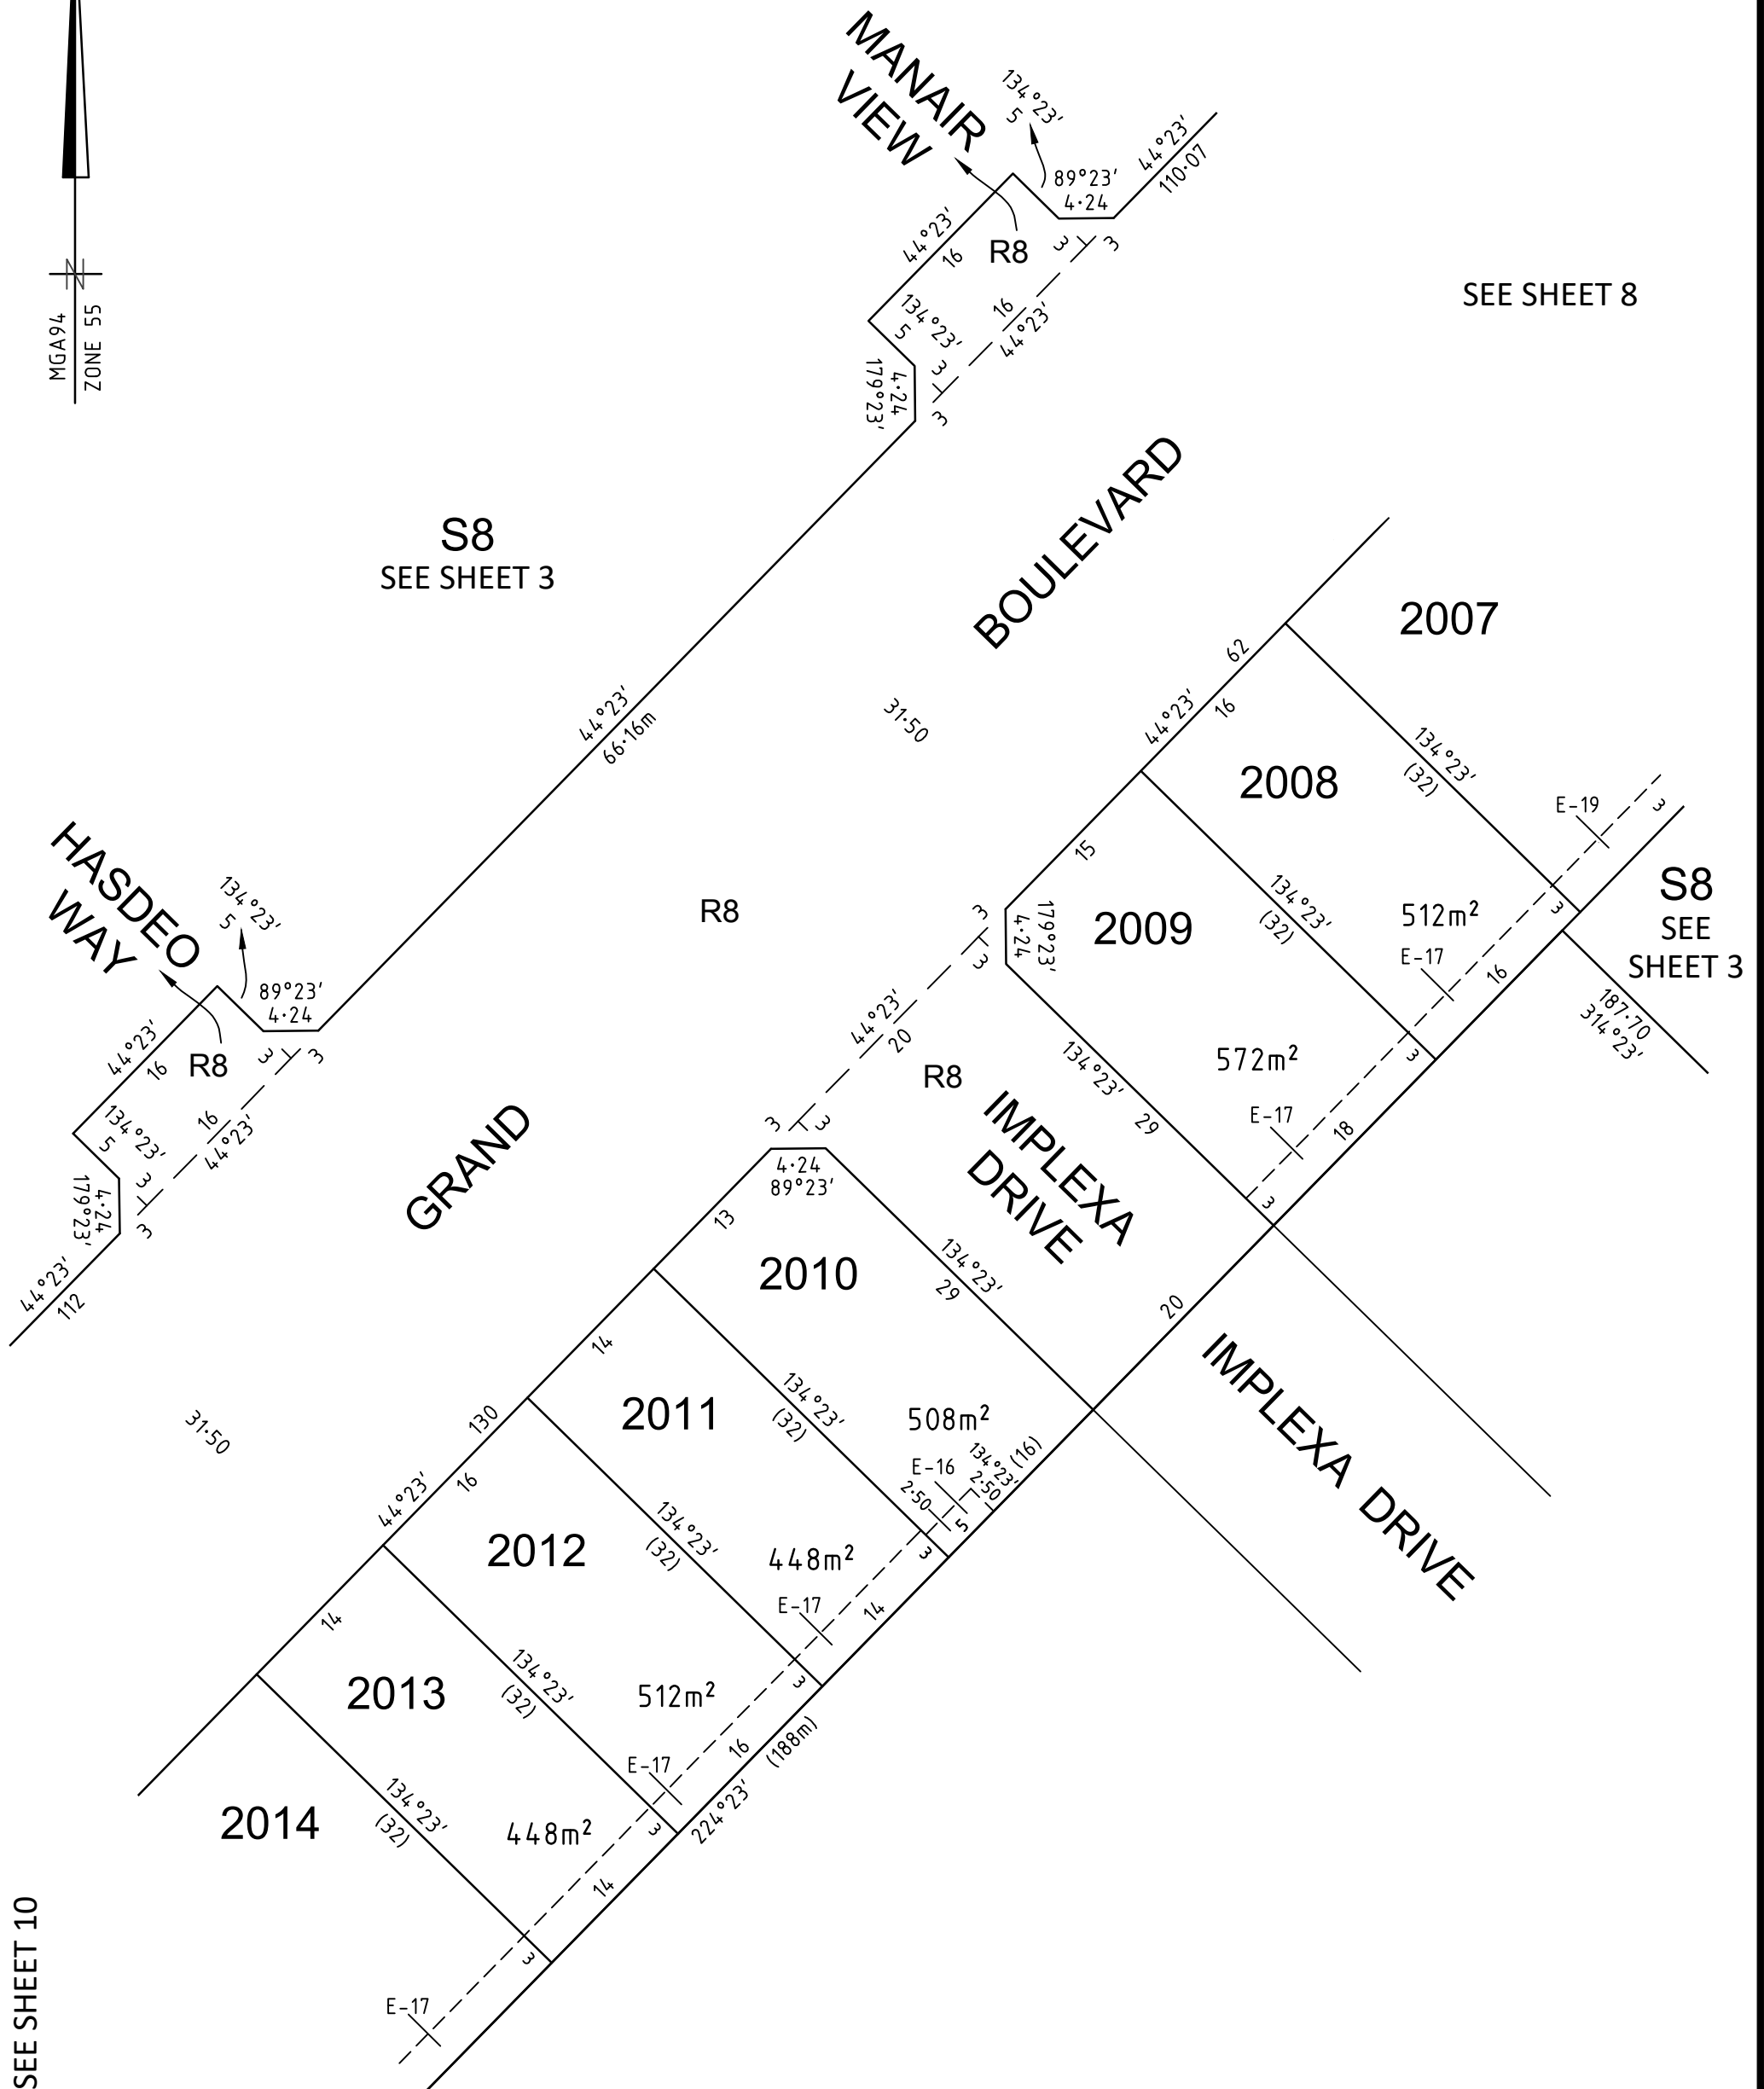 MANAIR
VIEW
134°23'
5
89°23'
4·24
44°23'
110·07
44°23'
16
R8
3
3
16
44°23'
134°23'
5
3
3
4·24
179°23'
MGA94
ZONE 55
N
SEE SHEET 8
S8
SEE SHEET 3
BOULEVARD
31·50
44°23'
66·16m
2007
62
44°23'
16
2008
134°23'
(32)
E-19
3
S8
SEE
SHEET 3
512m²
3
E-17
16
187·70
314°23'
15
2009
134°23'
(32)
179°23'
4·24
3
3
572m²
3
E-17
18
134°23'
29
3
HASDEO
WAY
134°23'
5
89°23'
4·24
44°23'
16
R8
3
3
16
44°23'
134°23'
5
3
3
4·24
179°23'
44°23'
112
R8
44°23'
20
R8
3
3
GRAND
IMPLEXA
DRIVE
4·24
89°23'
13
2010
134°23'
29
20
IMPLEXA DRIVE
508m²
E-16
2·50
134°23'
2·50
(16)
5
14
2011
134°23'
(32)
448m²
3
E-17
14
31·50
130
44°23'
16
2012
134°23'
(32)
512m²
3
E-17
16
(188m)
224°23'
14
2013
134°23'
(32)
448m²
3
14
2014
134°23'
(32)
3
E-17
SEE SHEET 10